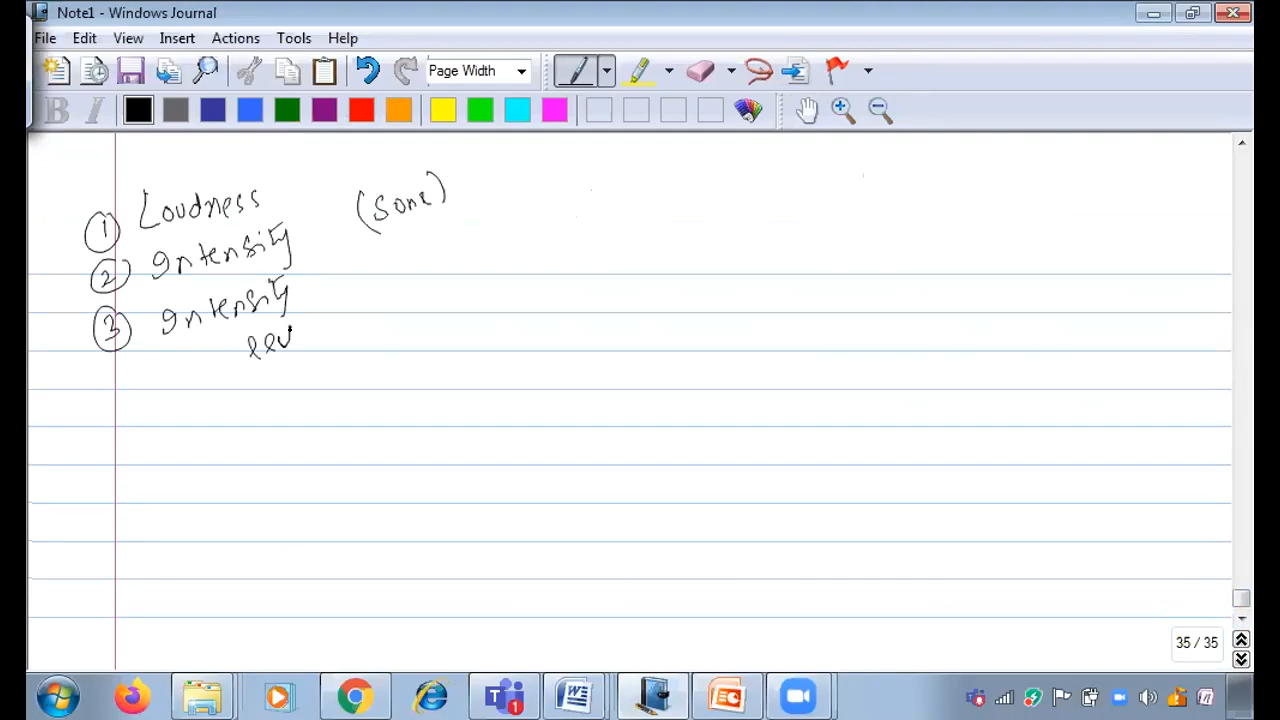 Note1 - Windows Journal
File Edit View Insert Actions Tools Help
Page Width
B I
1 Loudness (Sone)
2 Intensity
3 Intensity
lev
35 / 35
1